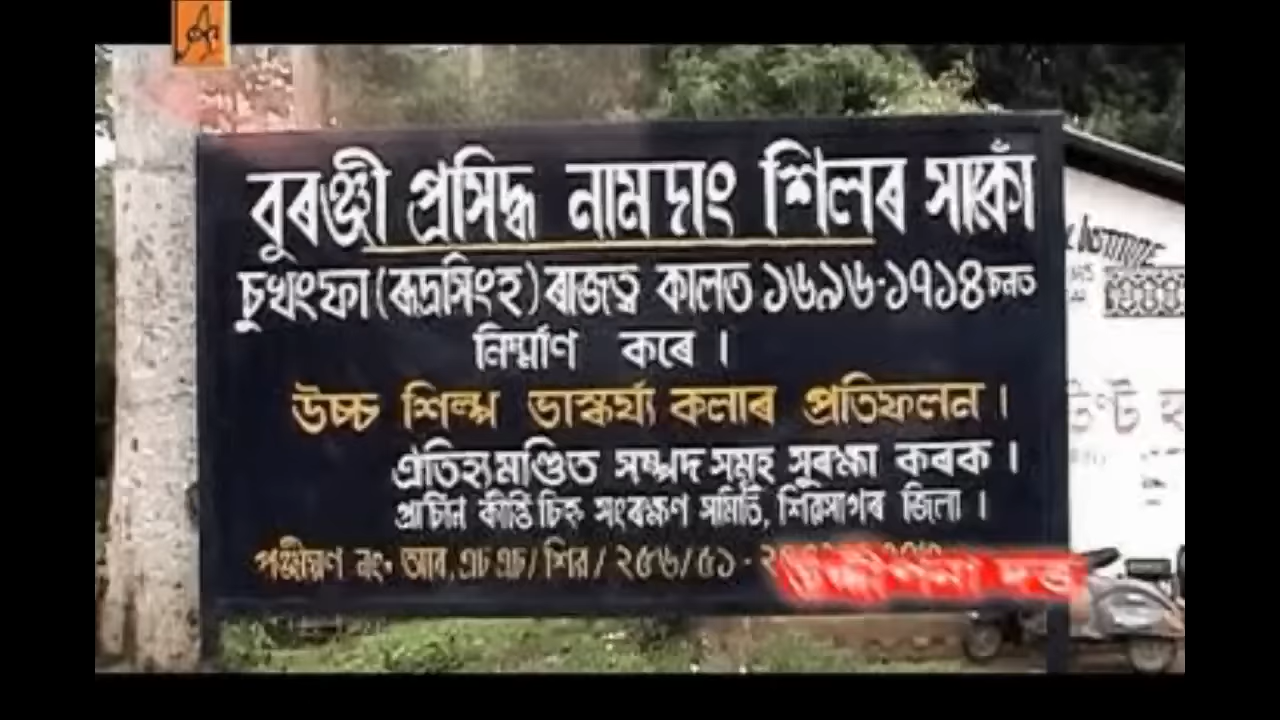 বুৰঞ্জী প্ৰসিদ্ধ নামদাং শিলৰ সাকোঁ
চুখংফা (ৰূদ্ৰসিংহ) ৰাজত্ব কালত ১৬৯৬-১৭১৪ চনত
নিৰ্ম্মাণ কৰে ।
উচ্চ শিল্প ভাস্কৰ্য্য কলাৰ প্ৰতিফলন ।
ঐতিহ্যমণ্ডিত সম্পদ সমূহ সুৰক্ষা কৰক ।
প্ৰাচীন কীৰ্ত্তি চিহ্ন সংৰক্ষণ সমিতি, শিৱসাগৰ জিলা ।
পঞ্জীয়ণ নং- আৰ, এচ এচ/ শিৱ / ২৫৬/৫১ -
দত্ত